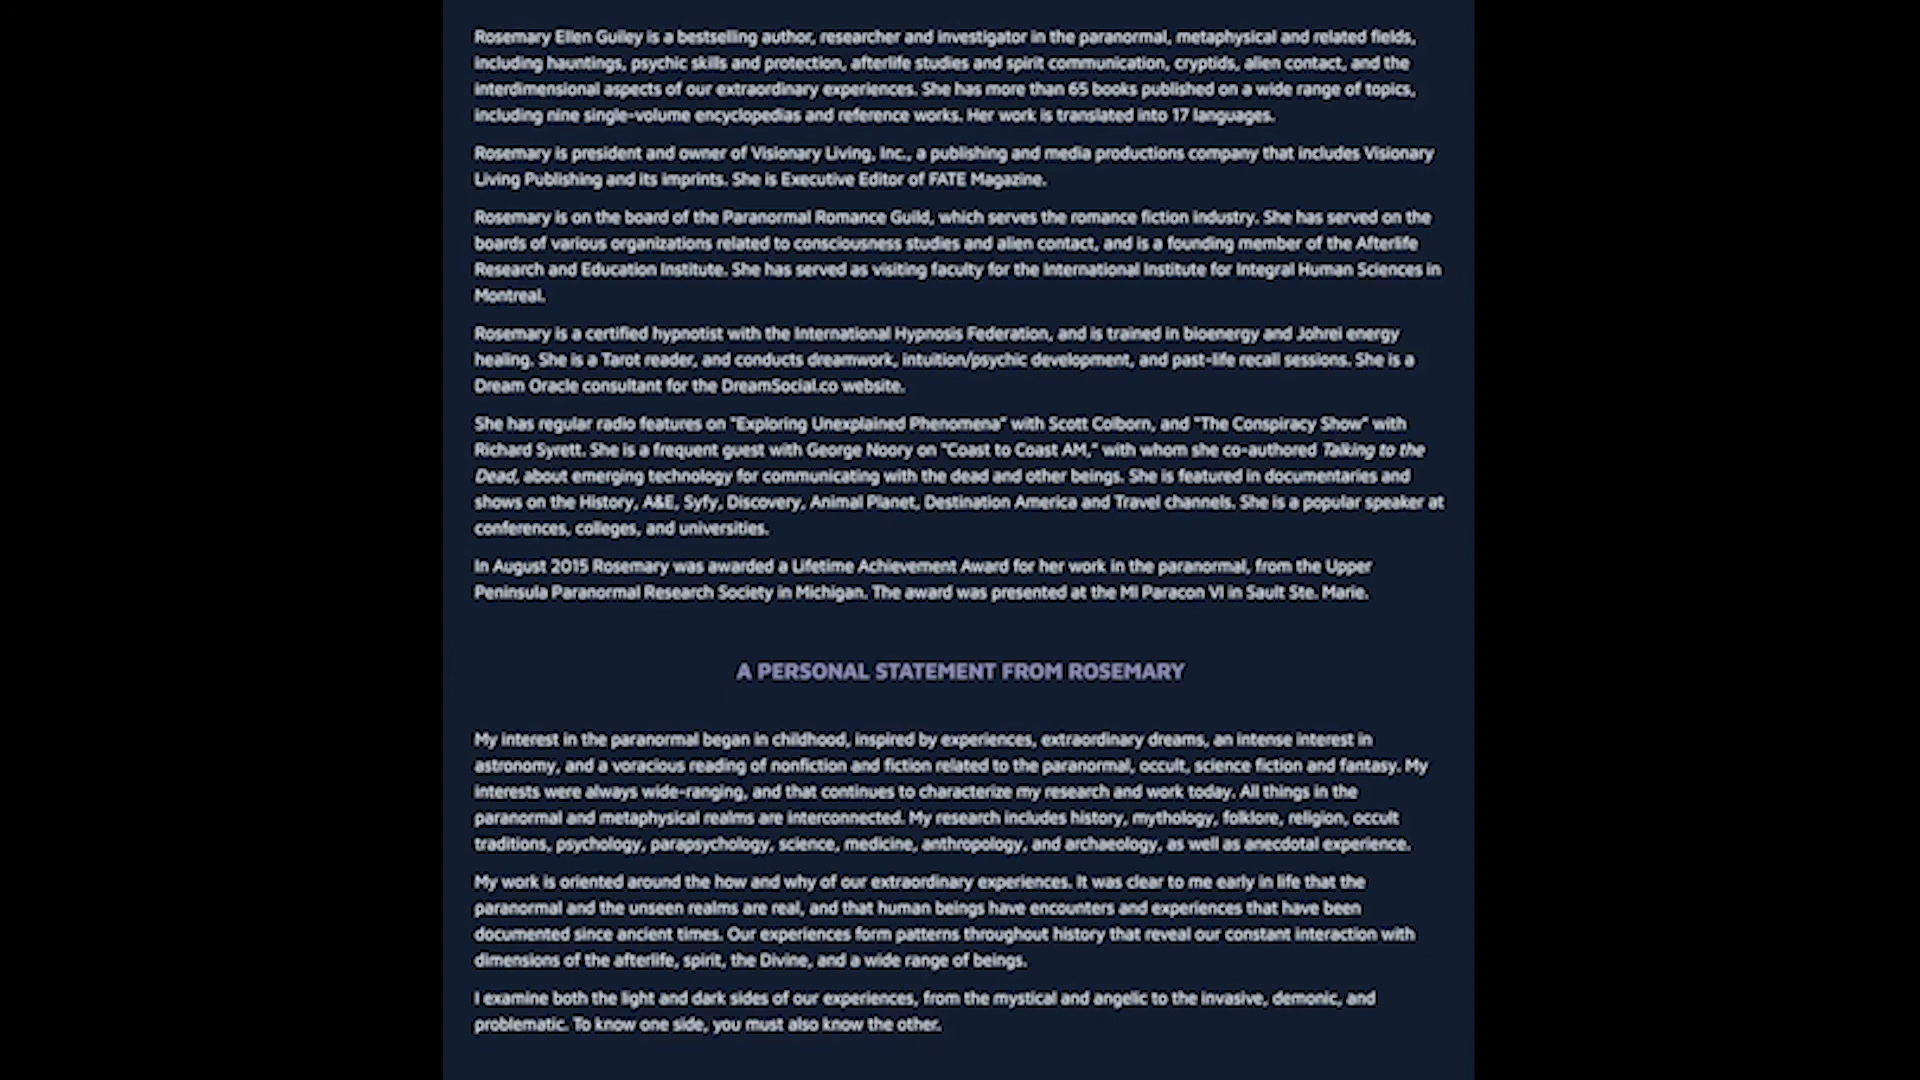 Rosemary Ellen Guiley is a bestselling author, researcher and investigator in the paranormal, metaphysical and related fields,
including hauntings, psychic skills and protection, afterlife studies and spirit communication, cryptids, alien contact, and the
interdimensional aspects of our extraordinary experiences. She has more than 65 books published on a wide range of topics,
including nine single-volume encyclopedias and reference works. Her work is translated into 17 languages.
Rosemary is president and owner of Visionary Living, Inc., a publishing and media productions company that includes Visionary
Living Publishing and its imprints. She is Executive Editor of FATE Magazine.
Rosemary is on the board of the Paranormal Romance Guild, which serves the romance fiction industry. She has served on the
boards of various organizations related to consciousness studies and alien contact, and is a founding member of the Afterlife
Research and Education Institute. She has served as visiting faculty for the International Institute for Integral Human Sciences in
Montreal.
Rosemary is a certified hypnotist with the International Hypnosis Federation, and is trained in bioenergy and Johrei energy
healing. She is a Tarot reader, and conducts dreamwork, intuition/psychic development, and past-life recall sessions. She is a
Dream Oracle consultant for the DreamSocial.co website.
She has regular radio features on "Exploring Unexplained Phenomena" with Scott Colborn, and "The Conspiracy Show" with
Richard Syrett. She is a frequent guest with George Noory on "Coast to Coast AM," with whom she co-authored Talking to the
Dead, about emerging technology for communicating with the dead and other beings. She is featured in documentaries and
shows on the History, A&E, Syfy, Discovery, Animal Planet, Destination America and Travel channels. She is a popular speaker at
conferences, colleges, and universities.
In August 2015 Rosemary was awarded a Lifetime Achievement Award for her work in the paranormal, from the Upper
Peninsula Paranormal Research Society in Michigan. The award was presented at the MI Paracon VI in Sault Ste. Marie.
A PERSONAL STATEMENT FROM ROSEMARY
My interest in the paranormal began in childhood, inspired by experiences, extraordinary dreams, an intense interest in
astronomy, and a voracious reading of nonfiction and fiction related to the paranormal, occult, science fiction and fantasy. My
interests were always wide-ranging, and that continues to characterize my research and work today. All things in the
paranormal and metaphysical realms are interconnected. My research includes history, mythology, folklore, religion, occult
traditions, psychology, parapsychology, science, medicine, anthropology, and archaeology, as well as anecdotal experience.
My work is oriented around the how and why of our extraordinary experiences. It was clear to me early in life that the
paranormal and the unseen realms are real, and that human beings have encounters and experiences that have been
documented since ancient times. Our experiences form patterns throughout history that reveal our constant interaction with
dimensions of the afterlife, spirit, the Divine, and a wide range of beings.
I examine both the light and dark sides of our experiences, from the mystical and angelic to the invasive, demonic, and
problematic. To know one side, you must also know the other.